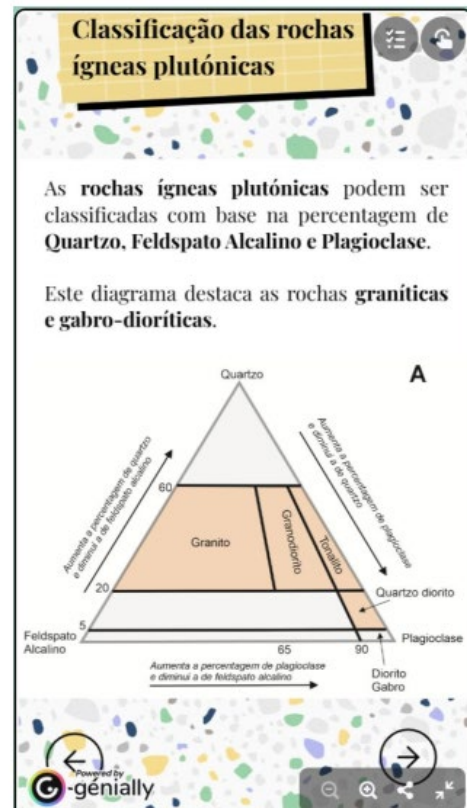 Classificação das rochas
ígneas plutónicas
As rochas ígneas plutónicas podem ser
classificadas com base na percentagem de
Quartzo, Feldspato Alcalino e Plagioclase.
Este diagrama destaca as rochas graníticas
e gabro-dioríticas.
A
Quartzo
Aumenta a percentagem de quartzo
e diminui a de feldspato alcalino
Aumenta a percentagem de plagioclase
e diminui a de quartzo
60
Granito
Granodiorito
Tonalito
20
Quartzo diorito
5
Feldspato
Alcalino
Plagioclase
65
90
Diorito
Gabro
Aumenta a percentagem de plagioclase
e diminui a de feldspato alcalino
Powered by
genially